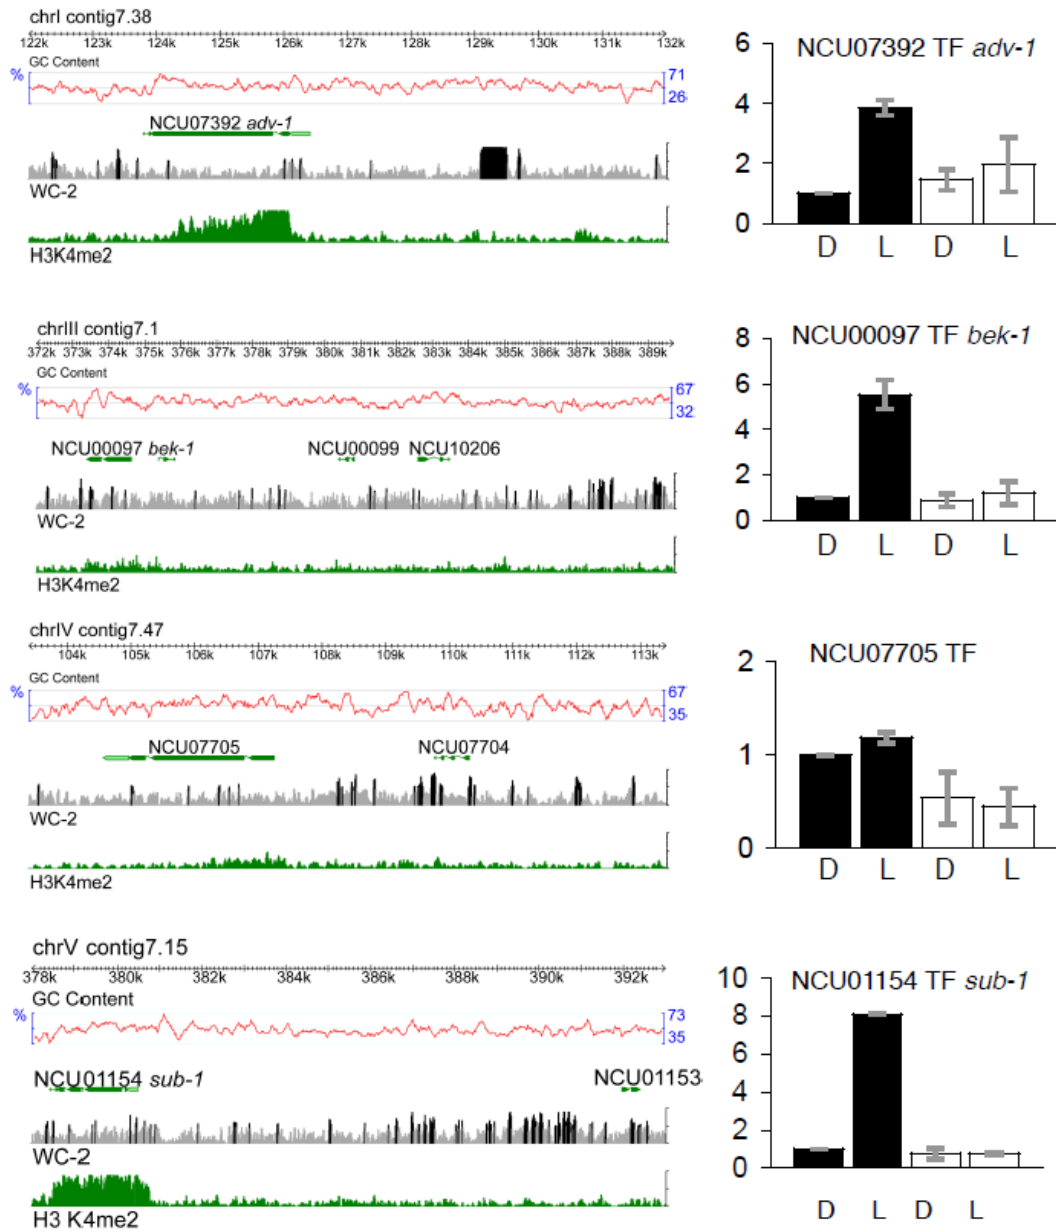 chrI contig7.38
122k 123k 124k 125k 126k 127k 128k 129k 130k 131k 132k
GC Content
% 71
26
NCU07392 adv-1
WC-2
H3K4me2
6
4
2
0
NCU07392 TF adv-1
D L D L
chrIII contig7.1
372k 373k 374k 375k 376k 377k 378k 379k 380k 381k 382k 383k 384k 385k 386k 387k 388k 389k
GC Content
% 67
32
NCU00097 bek-1 NCU00099 NCU10206
WC-2
H3K4me2
8
6
4
2
0
NCU00097 TF bek-1
D L D L
chrIV contig7.47
104k 105k 106k 107k 108k 109k 110k 111k 112k 113k
GC Content
% 67
35
NCU07705 NCU07704
WC-2
H3K4me2
2
1
0
NCU07705 TF
D L D L
chrV contig7.15
378k 380k 382k 384k 386k 388k 390k 392k
GC Content
% 73
35
NCU01154 sub-1 NCU01153
WC-2
H3 K4me2
10
8
6
4
2
0
NCU01154 TF sub-1
D L D L